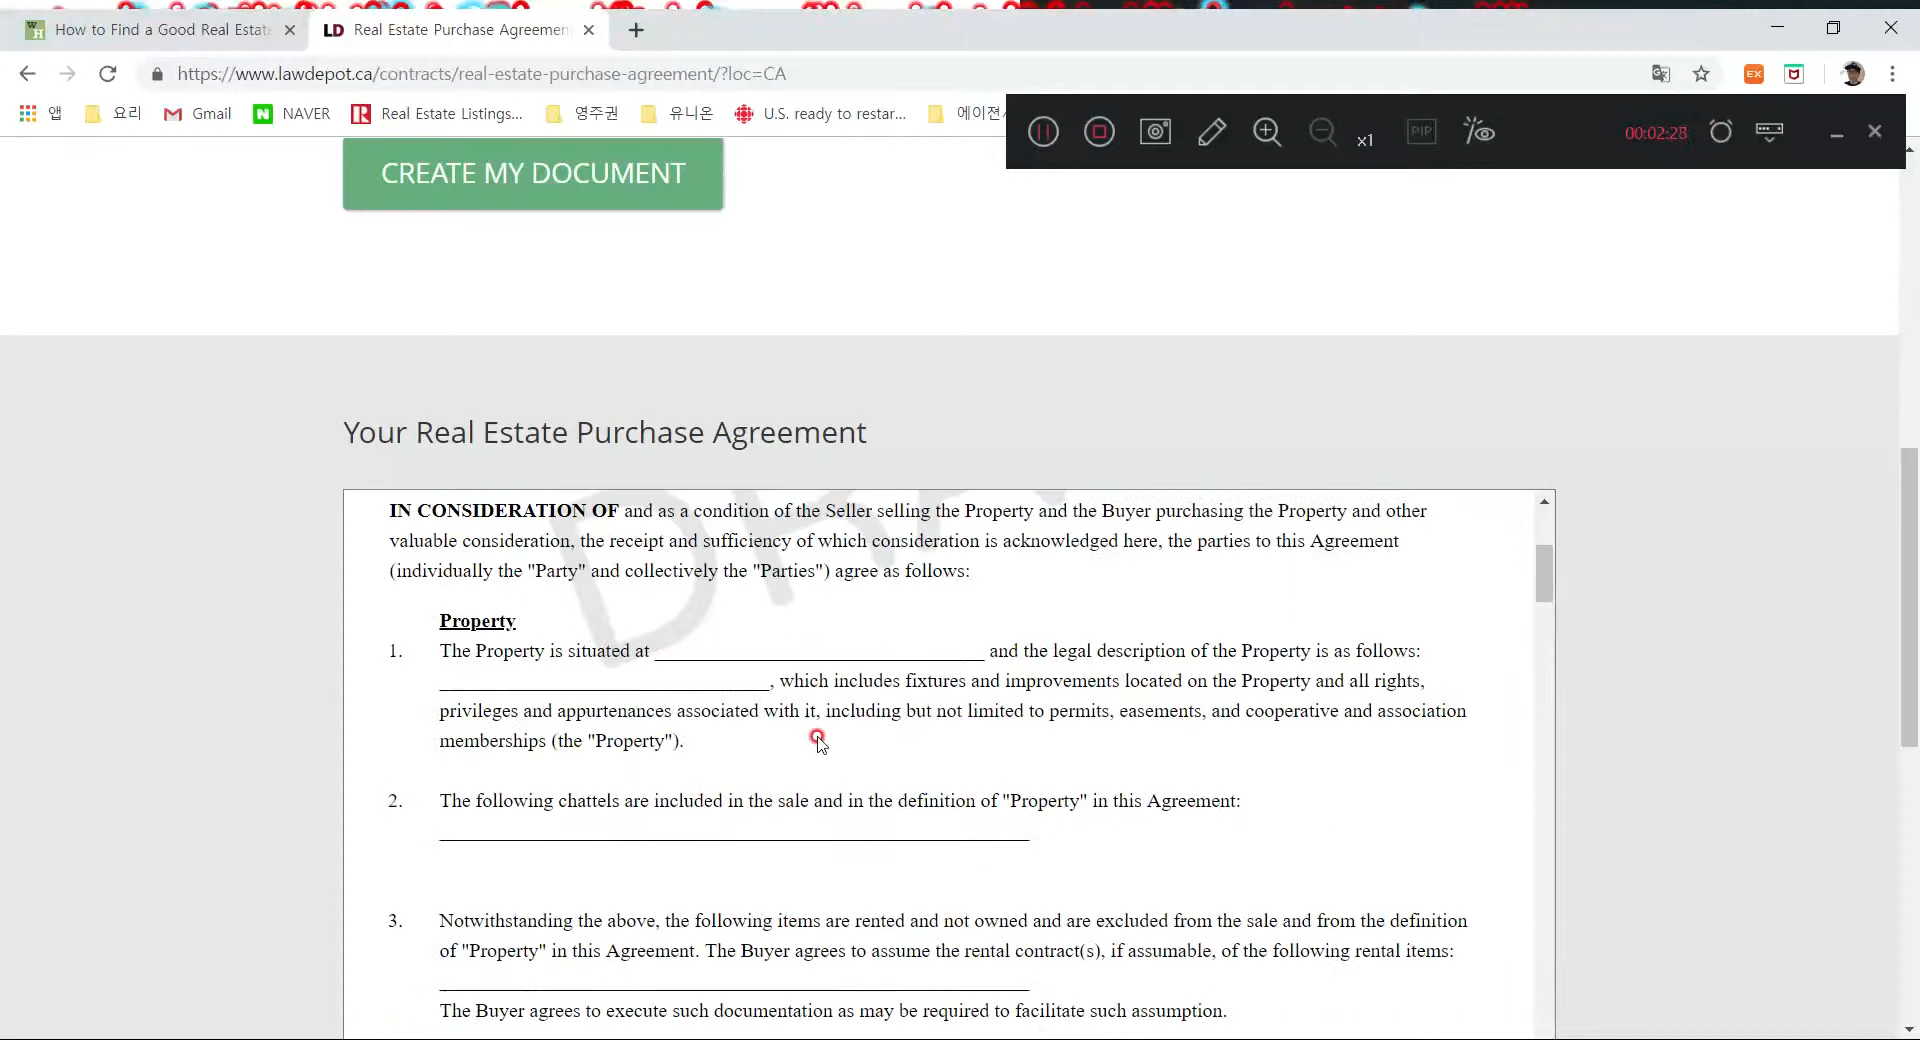 How to Find a Good Real Estate
LD Real Estate Purchase Agreemen
https://www.lawdepot.ca/contracts/real-estate-purchase-agreement/?loc=CA
EX
앱 요리 Gmail NAVER Real Estate Listings... 영주권 유니온 U.S. ready to restar... 에이전
x1 PIP 00:02:28
CREATE MY DOCUMENT
Your Real Estate Purchase Agreement
DRA
IN CONSIDERATION OF and as a condition of the Seller selling the Property and the Buyer purchasing the Property and other
valuable consideration, the receipt and sufficiency of which consideration is acknowledged here, the parties to this Agreement
(individually the "Party" and collectively the "Parties") agree as follows:
Property
1. The Property is situated at _________________________________ and the legal description of the Property is as follows:
_________________________________, which includes fixtures and improvements located on the Property and all rights,
privileges and appurtenances associated with it, including but not limited to permits, easements, and cooperative and association
memberships (the "Property").
2. The following chattels are included in the sale and in the definition of "Property" in this Agreement:
___________________________________________________________
3. Notwithstanding the above, the following items are rented and not owned and are excluded from the sale and from the definition
of "Property" in this Agreement. The Buyer agrees to assume the rental contract(s), if assumable, of the following rental items:
___________________________________________________________
The Buyer agrees to execute such documentation as may be required to facilitate such assumption.